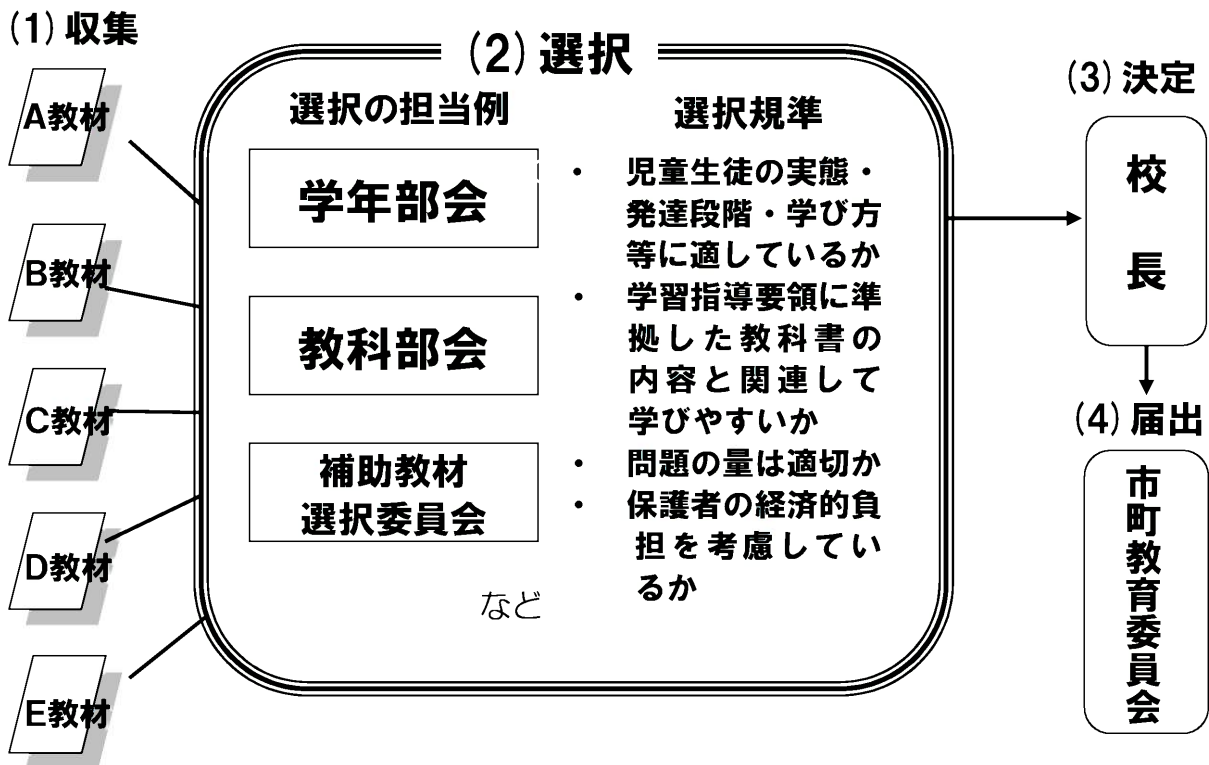 (1) 収集
A教材
B教材
C教材
D教材
E教材
(2) 選択
選択の担当例
学年部会
教科部会
補助教材
選択委員会
など
選択規準
・ 児童生徒の実態・
発達段階・学び方
等に適しているか
・ 学習指導要領に準
拠した教科書の
内容と関連して
学びやすいか
・ 問題の量は適切か
・ 保護者の経済的負
担を考慮してい
るか
(3) 決定
校長
(4) 届出
市町教育委員会